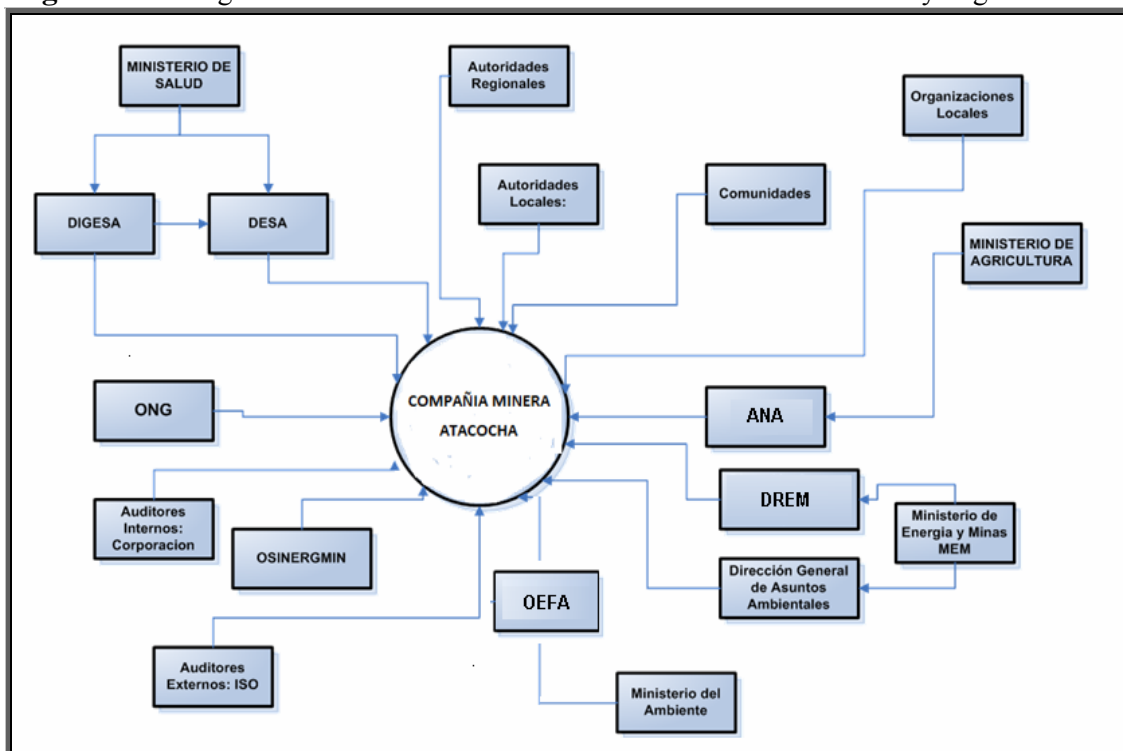 MINISTERIO DE
SALUD
Autoridades
Regionales
Organizaciones
Locales
Autoridades
Locales:
Comunidades
DIGESA
DESA
MINISTERIO DE
AGRICULTURA
COMPAÑIA MINERA
ATACOCHA
ONG
ANA
DREM
Auditores
Internos:
Corporacion
OSINERGMIN
Ministerio de
Energia y Minas
MEM
Dirección General
de Asuntos
Ambientales
OEFA
Auditores
Externos: ISO
Ministerio del
Ambiente